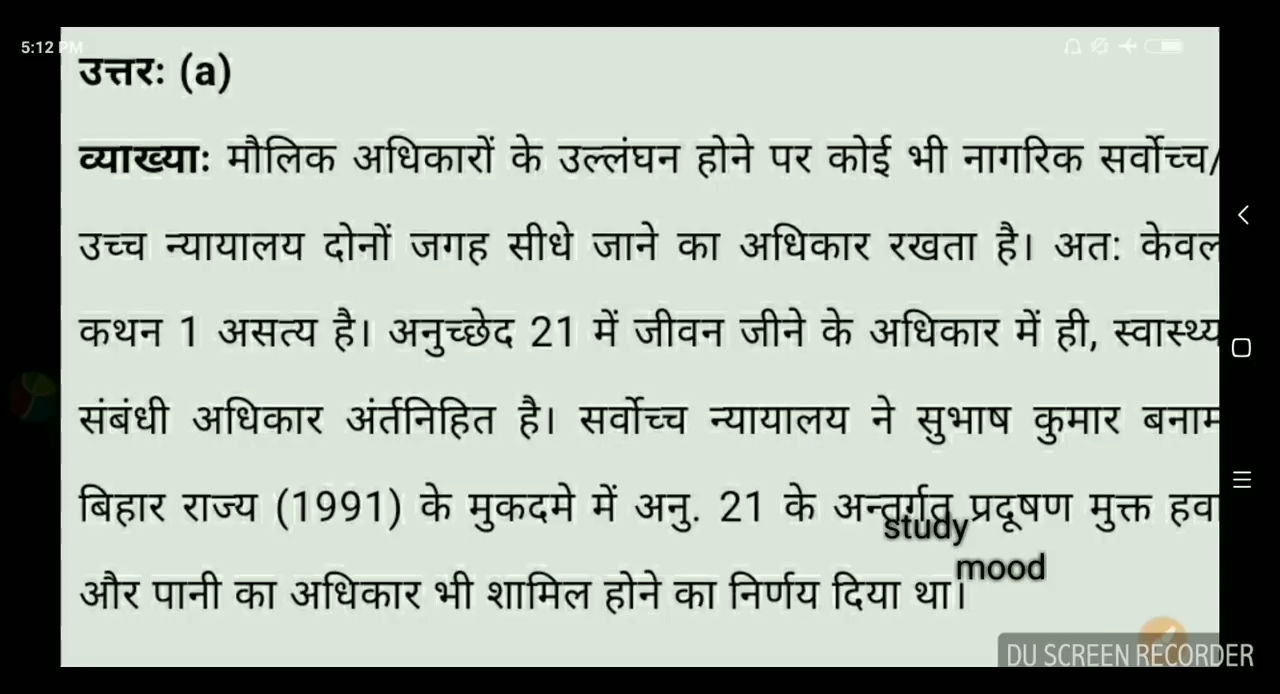 5:12 PM
उत्तरः (a)
व्याख्याः मौलिक अधिकारों के उल्लंघन होने पर कोई भी नागरिक सर्वोच्च/
उच्च न्यायालय दोनों जगह सीधे जाने का अधिकार रखता है। अत: केवल
कथन 1 असत्य है। अनुच्छेद 21 में जीवन जीने के अधिकार में ही, स्वास्थ्य
संबंधी अधिकार अंर्तनिहित है। सर्वोच्च न्यायालय ने सुभाष कुमार बनाम
बिहार राज्य (1991) के मुकदमे में अनु. 21 के अन्तर्गत प्रदूषण मुक्त हवा
study
और पानी का अधिकार भी शामिल होने का निर्णय दिया था।
mood
DU SCREEN RECORDER